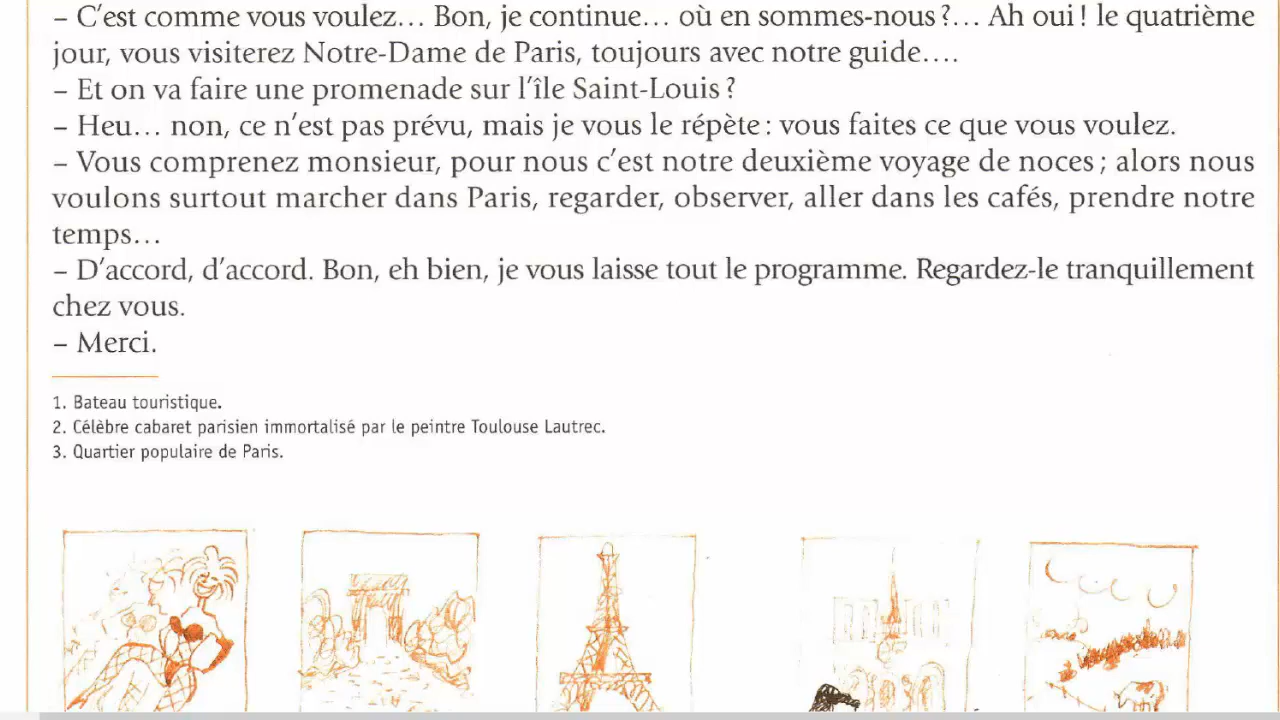 – C'est comme vous voulez… Bon, je continue… où en sommes-nous ?… Ah oui ! le quatrième
jour, vous visiterez Notre-Dame de Paris, toujours avec notre guide….
– Et on va faire une promenade sur l'île Saint-Louis ?
– Heu… non, ce n'est pas prévu, mais je vous le répète : vous faites ce que vous voulez.
– Vous comprenez monsieur, pour nous c'est notre deuxième voyage de noces ; alors nous
voulons surtout marcher dans Paris, regarder, observer, aller dans les cafés, prendre notre
temps…
– D'accord, d'accord. Bon, eh bien, je vous laisse tout le programme. Regardez-le tranquillement
chez vous.
– Merci.
1. Bateau touristique.
2. Célèbre cabaret parisien immortalisé par le peintre Toulouse Lautrec.
3. Quartier populaire de Paris.